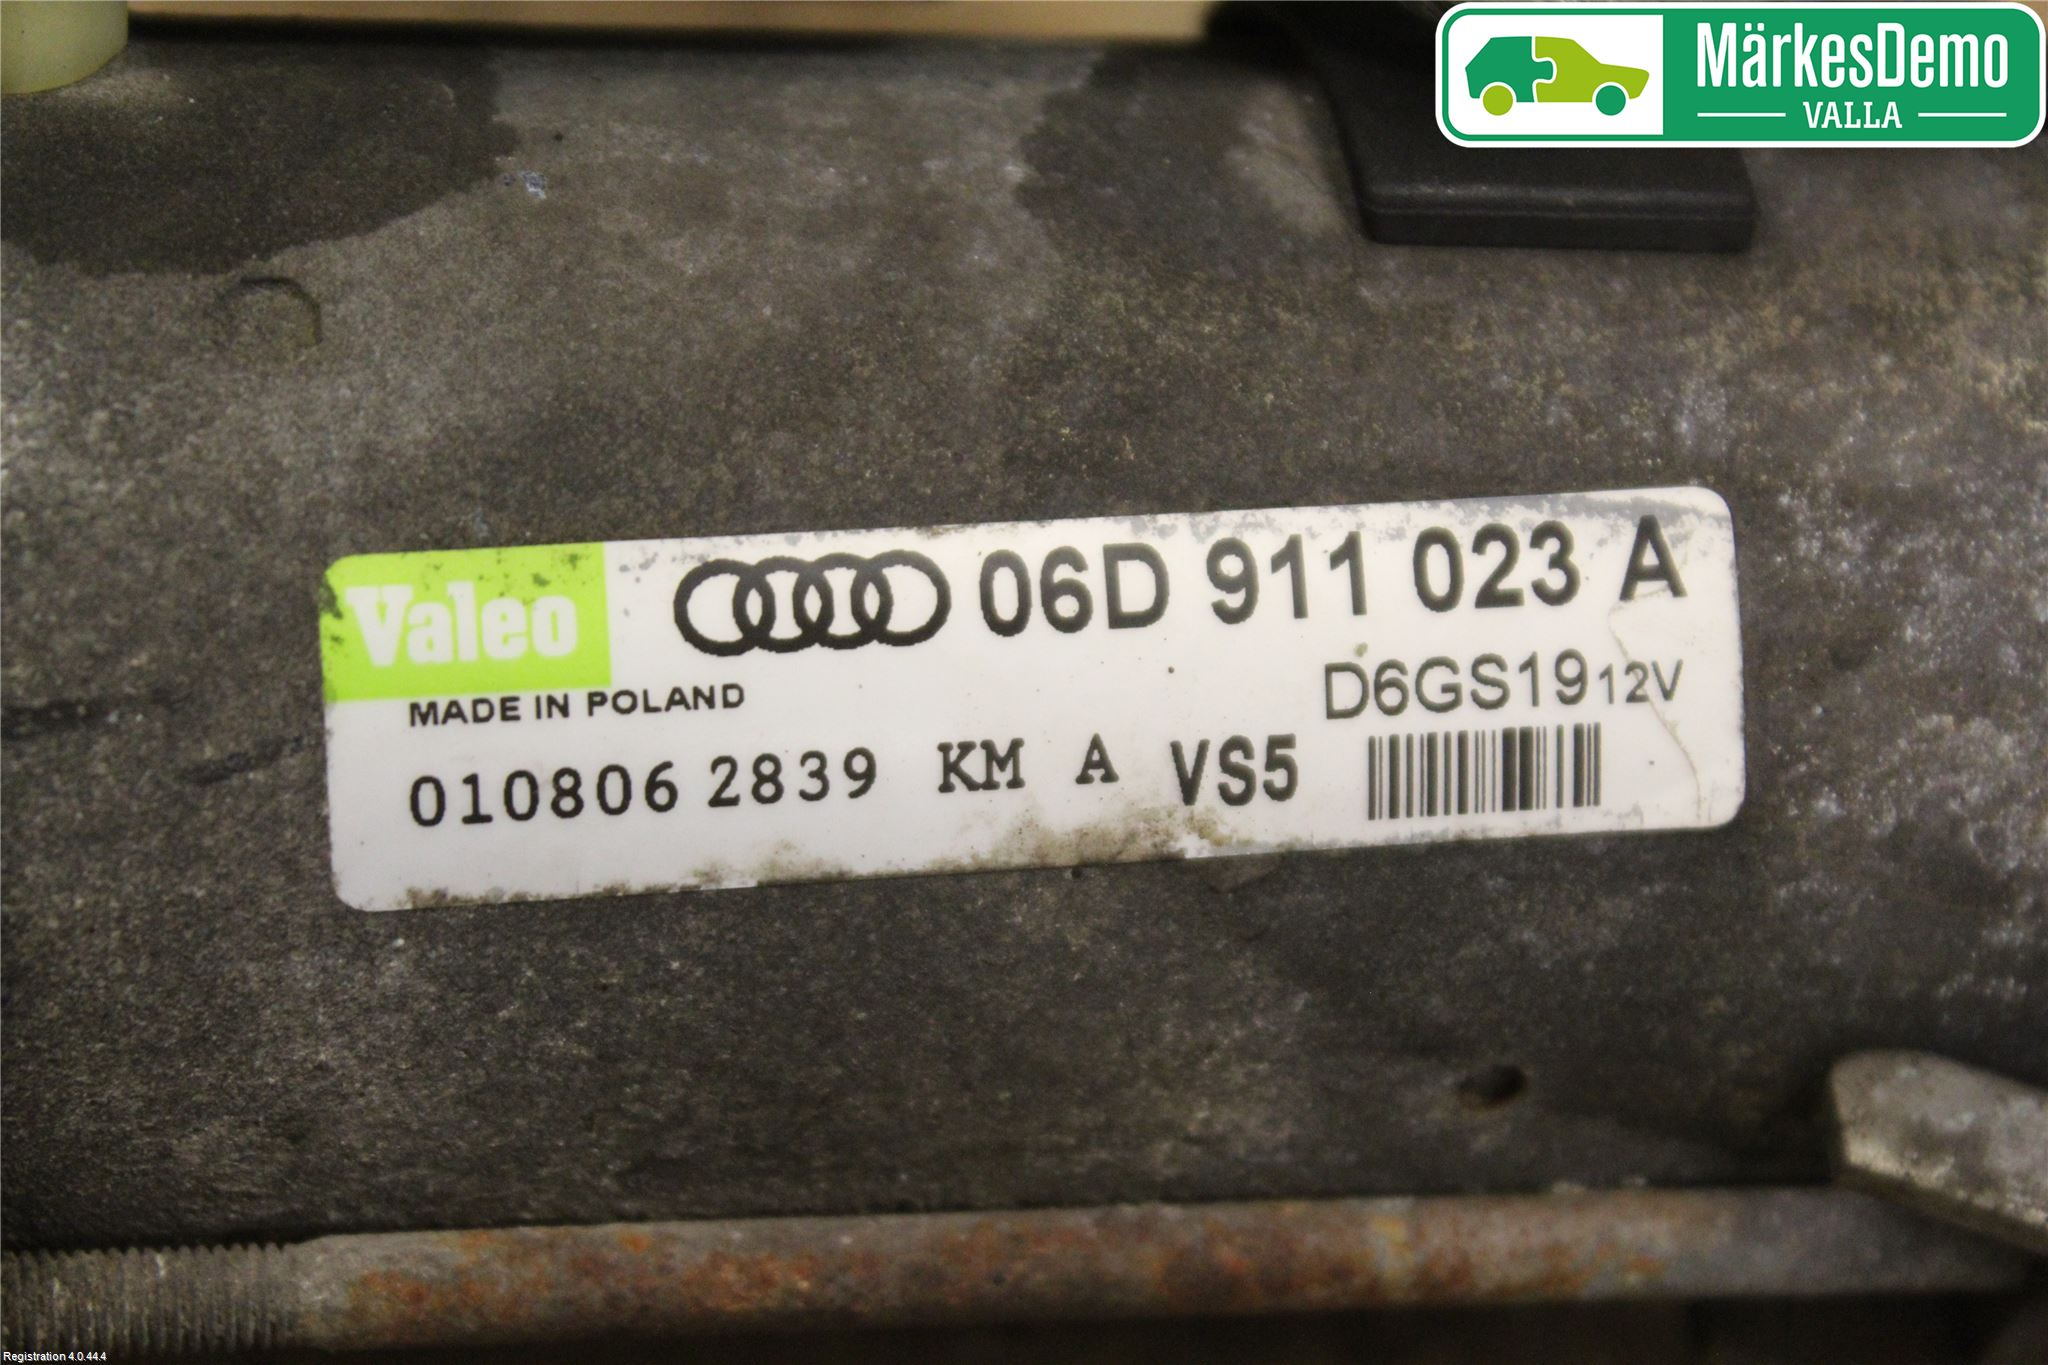 MärkesDemo
VALLA
Valeo
06D 911 023 A
MADE IN POLAND
D6GS19 12V
010806 2839 KM A VS5
Registration 4.0.44.4